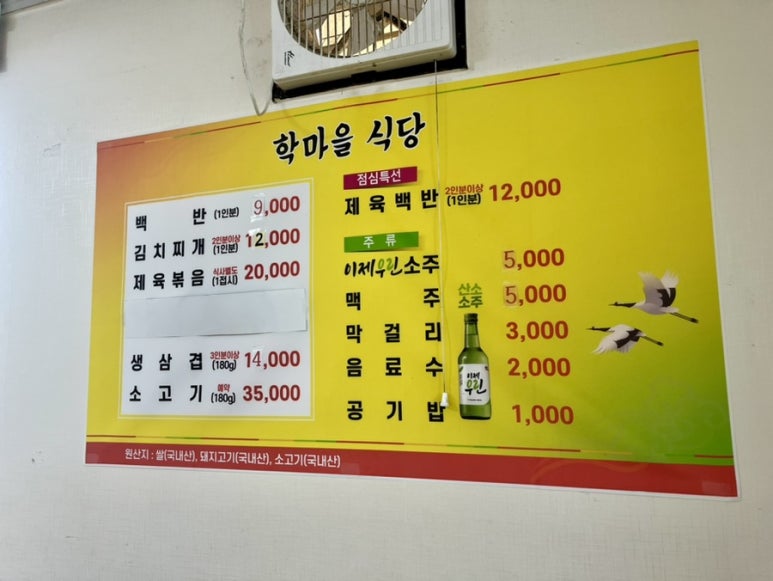 학마을 식당
백반 (1인분) 9,000
김치찌개 2인분이상 (1인분) 12,000
제육볶음 식사별도 (1접시) 20,000
생삼겹 3인분이상 (180g) 14,000
소고기 예약 (180g) 35,000
점심특선
제육백반 2인분이상 (1인분) 12,000
주류
이제우린소주 5,000
맥주 5,000
막걸리 3,000
음료수 2,000
공기밥 1,000
산소
소주
이제
우린
원산지 : 쌀(국내산), 돼지고기(국내산), 소고기(국내산)